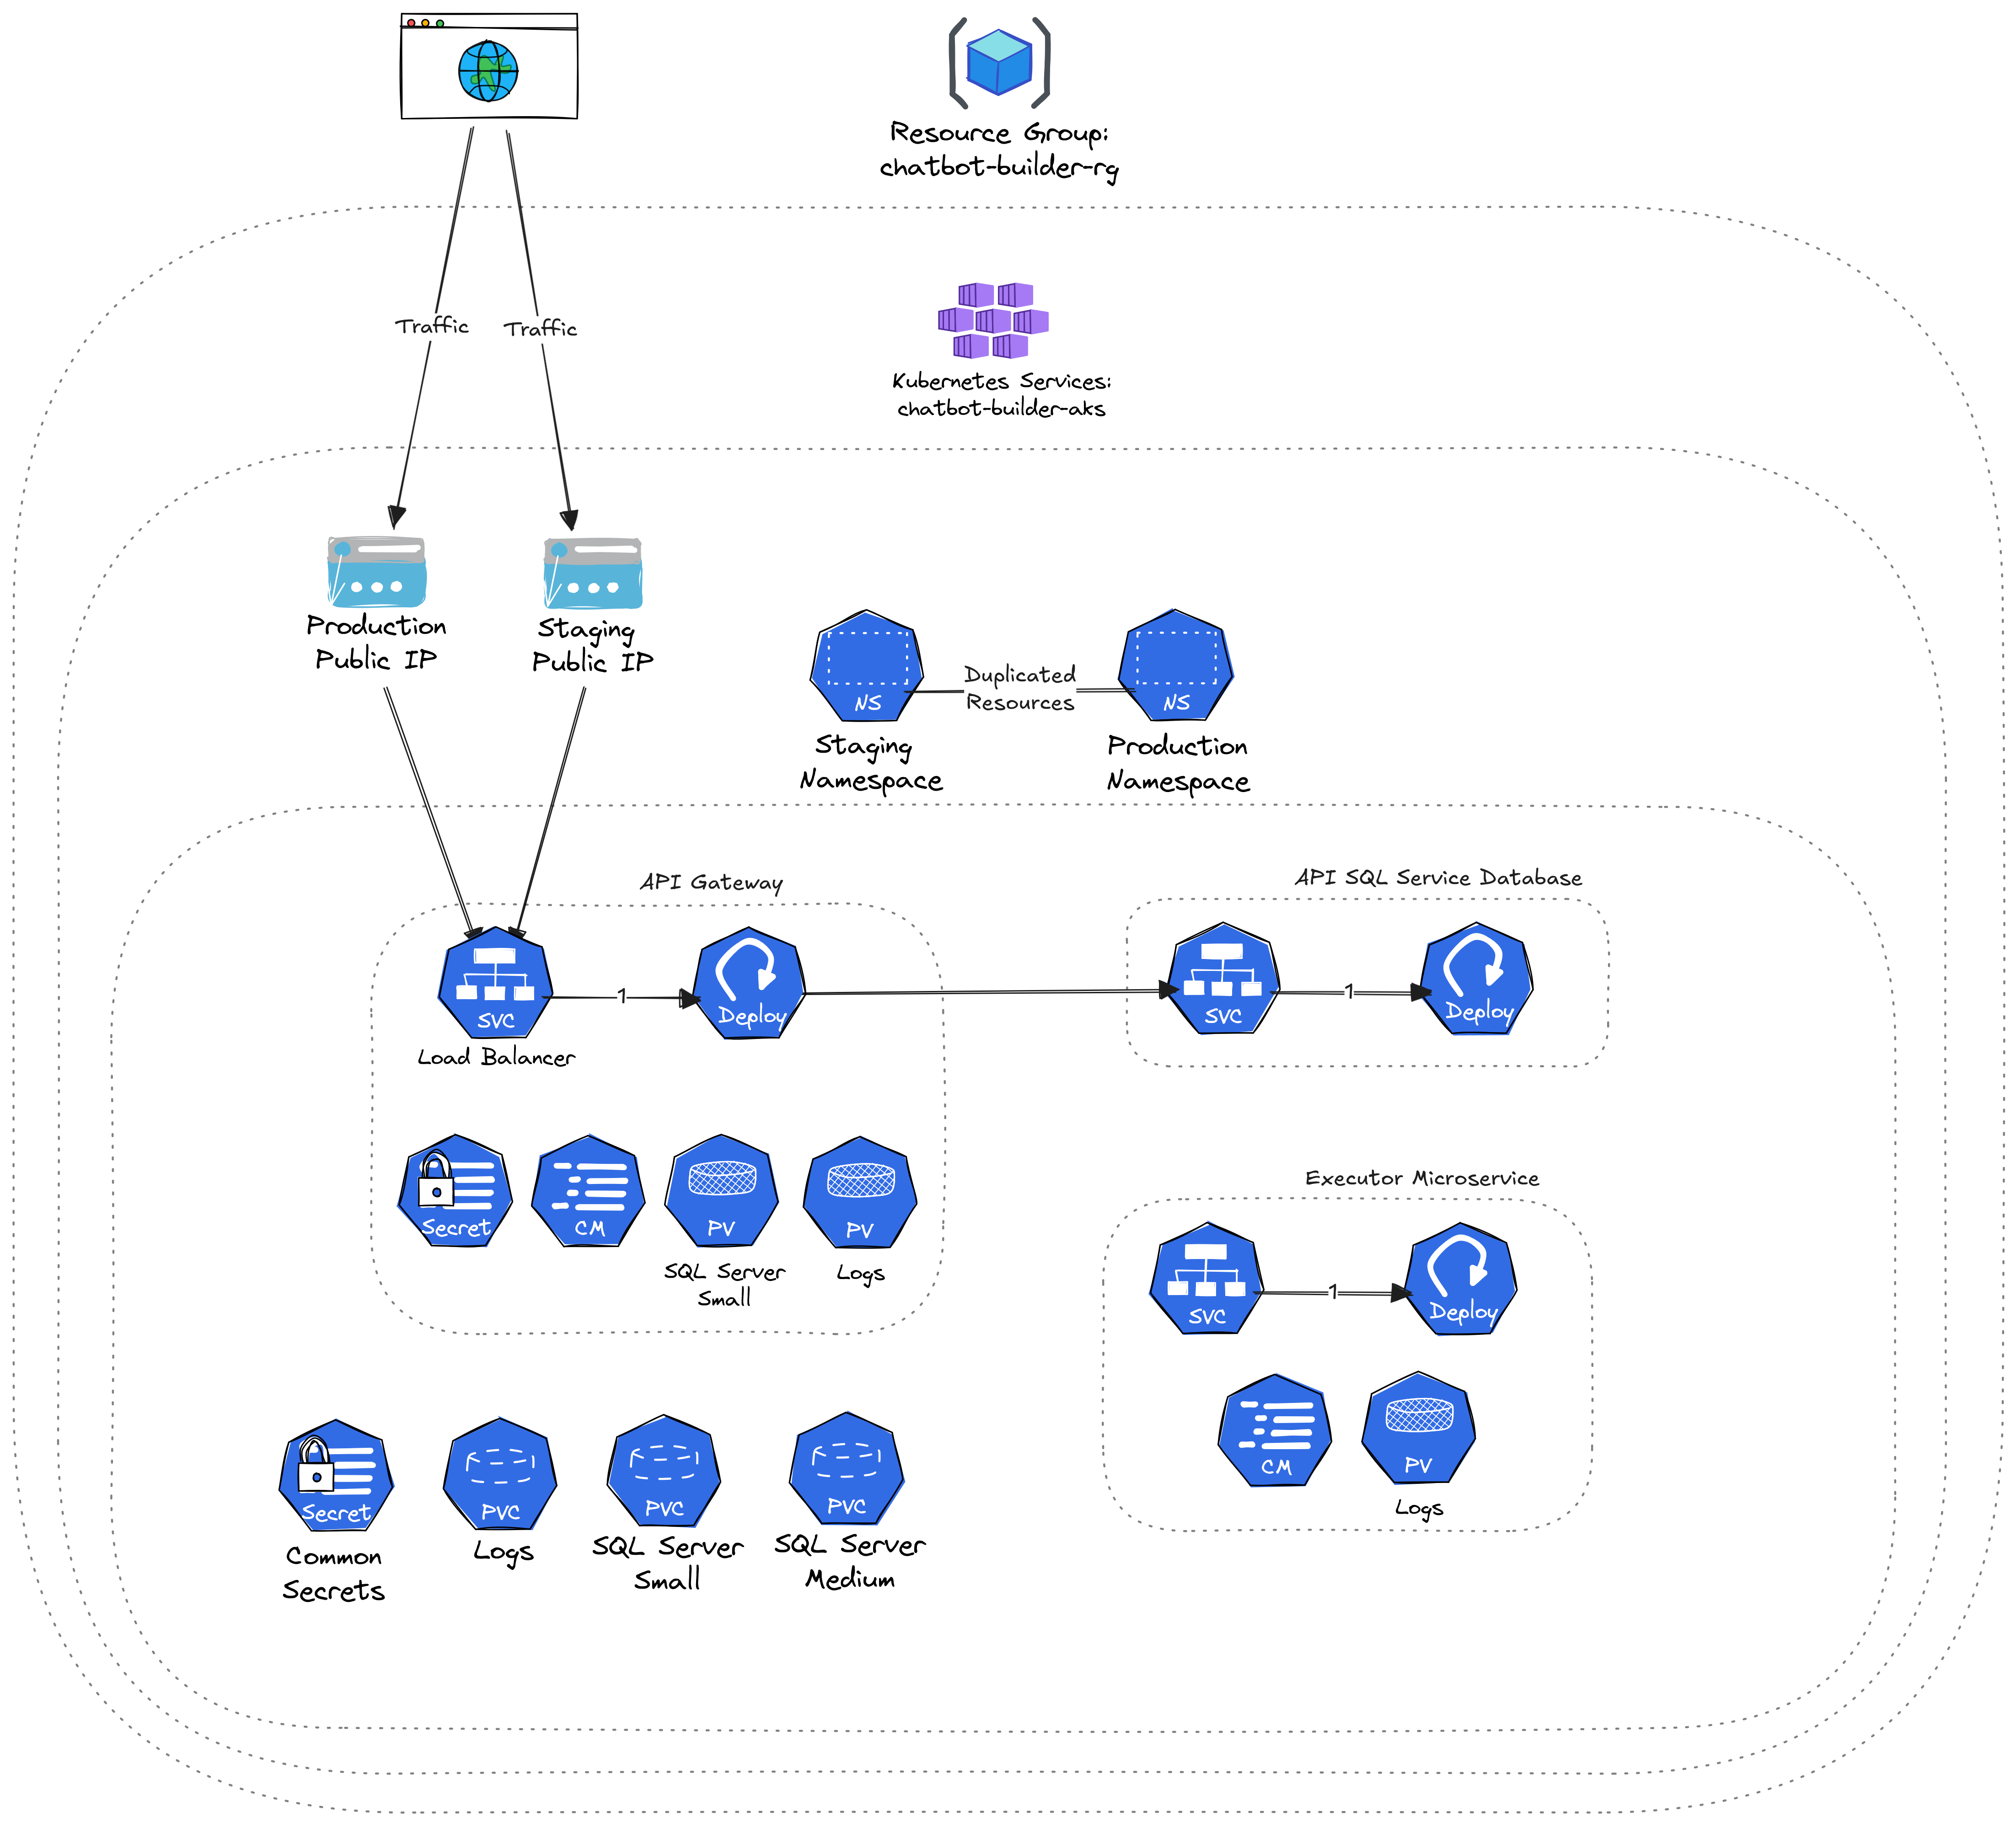 Resource Group:
chatbot-builder-rg
Traffic
Traffic
Kubernetes Services:
chatbot-builder-aks
Production
Public IP
Staging
Public IP
NS
Staging
Namespace
Duplicated
Resources
NS
Production
Namespace
API Gateway
SVC
Load Balancer
1
Deploy
Secret
CM
PV
SQL Server
Small
PV
Logs
API SQL Service Database
SVC
1
Deploy
Executor Microservice
SVC
1
Deploy
CM
PV
Logs
Secret
Common
Secrets
PVC
Logs
PVC
SQL Server
Small
PVC
SQL Server
Medium